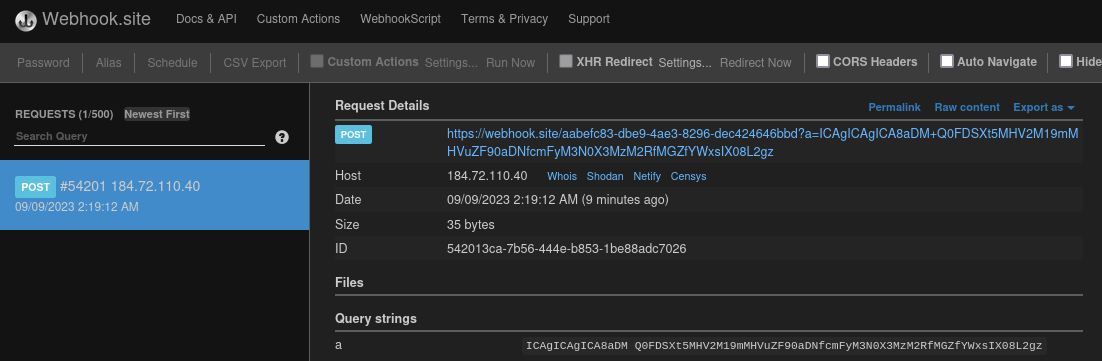 Webhook.site Docs & API Custom Actions WebhookScript Terms & Privacy Support
Password Alias Schedule CSV Export Custom Actions Settings... Run Now XHR Redirect Settings... Redirect Now CORS Headers Auto Navigate Hide
REQUESTS (1/500) Newest First
Search Query
POST #54201 184.72.110.40
09/09/2023 2:19:12 AM
Request Details Permalink Raw content Export as
POST https://webhook.site/aabefc83-dbe9-4ae3-8296-dec424646bbd?a=ICAgICAgICA8aDM+Q0FDSXt5MHV2M19mM
HVuZF90aDNfcmFyM3N0X3MzM2RfMGZfYWxsIX08L2gz
Host 184.72.110.40 Whois Shodan Netify Censys
Date 09/09/2023 2:19:12 AM (9 minutes ago)
Size 35 bytes
ID 542013ca-7b56-444e-b853-1be88adc7026
Files
Query strings
a ICAgICAgICA8aDM Q0FDSXt5MHV2M19mMHVuZF90aDNfcmFyM3N0X3MzM2RfMGZfYWxsIX08L2gz